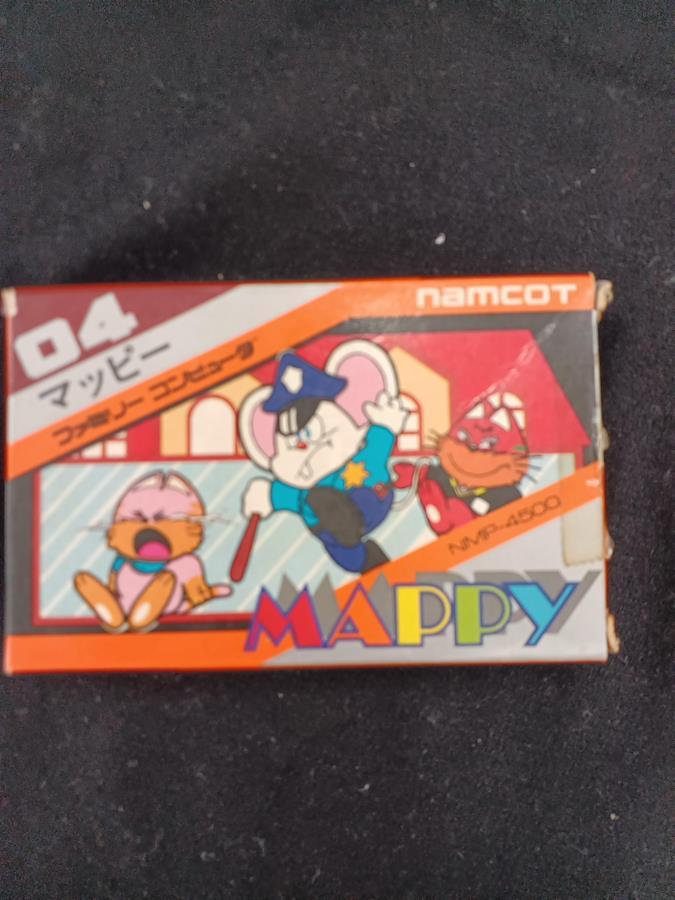 04
namcoT
マッピー
ファミリー コンピュータ
NMP-4500
MAPPY